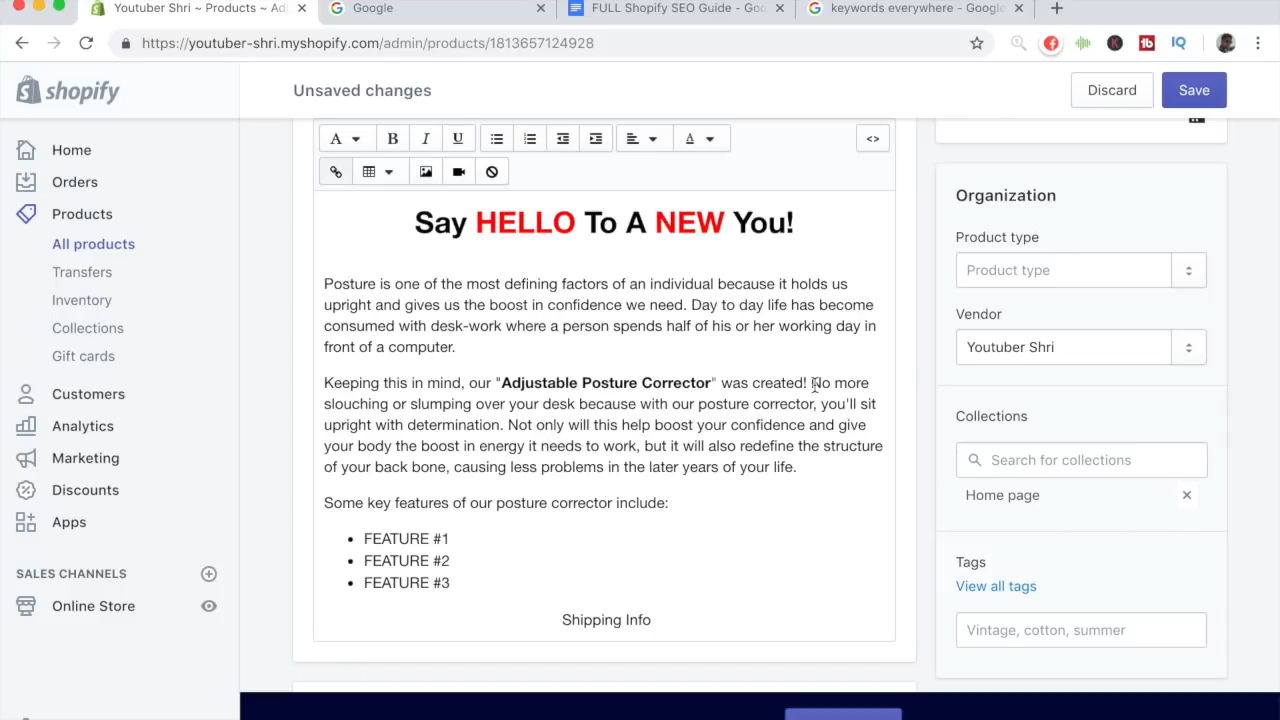 Youtuber Shri ~ Products ~ Ad
Google
FULL Shopify SEO Guide - Goo
keywords everywhere - Google
https://youtuber-shri.myshopify.com/admin/products/1813657124928
shopify
Unsaved changes
Discard
Save
Home
Orders
Products
All products
Transfers
Inventory
Collections
Gift cards
Customers
Analytics
Marketing
Discounts
Apps
SALES CHANNELS
Online Store
Say HELLO To A NEW You!
Posture is one of the most defining factors of an individual because it holds us
upright and gives us the boost in confidence we need. Day to day life has become
consumed with desk-work where a person spends half of his or her working day in
front of a computer.
Keeping this in mind, our "Adjustable Posture Corrector" was created! No more
slouching or slumping over your desk because with our posture corrector, you'll sit
upright with determination. Not only will this help boost your confidence and give
your body the boost in energy it needs to work, but it will also redefine the structure
of your back bone, causing less problems in the later years of your life.
Some key features of our posture corrector include:
• FEATURE #1
• FEATURE #2
• FEATURE #3
Shipping Info
Organization
Product type
Product type
Vendor
Youtuber Shri
Collections
Search for collections
Home page
Tags
View all tags
Vintage, cotton, summer